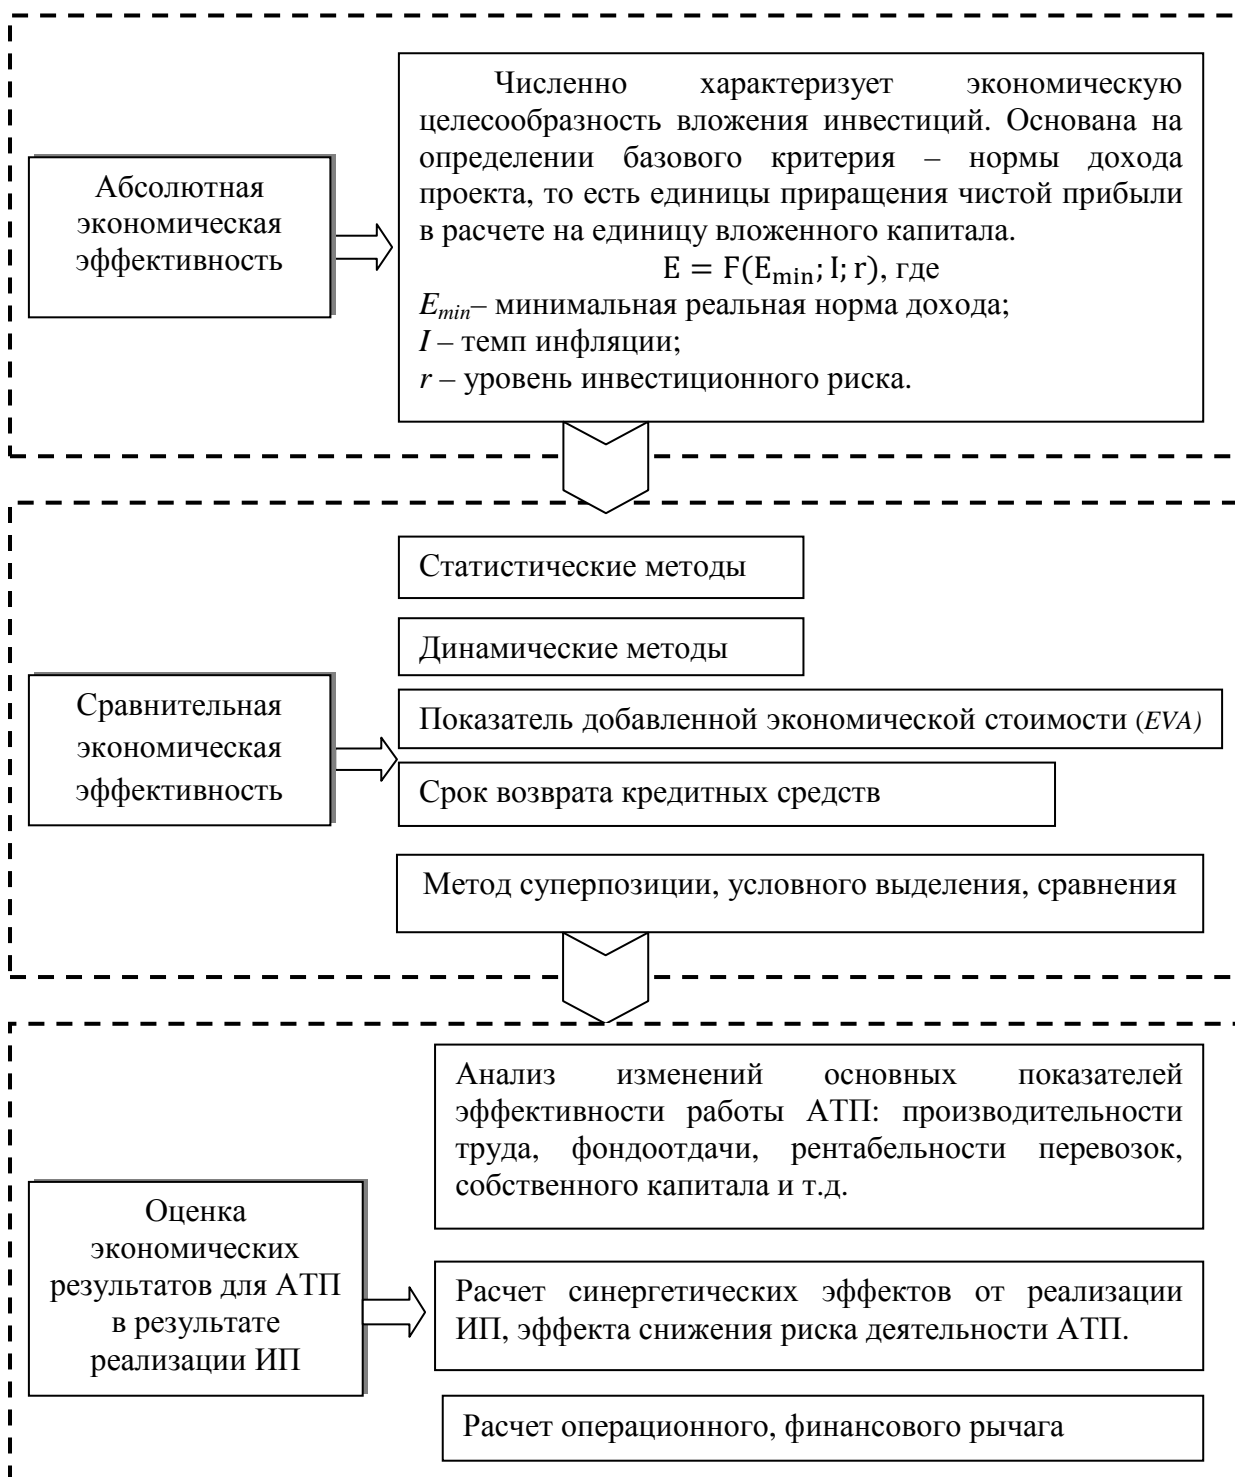 Абсолютная
экономическая
эффективность
Численно характеризует экономическую
целесообразность вложения инвестиций. Основана на
определении базового критерия – нормы дохода
проекта, то есть единицы приращения чистой прибыли
в расчете на единицу вложенного капитала.
E = F(E_min; I; r), где
E_min– минимальная реальная норма дохода;
I – темп инфляции;
r – уровень инвестиционного риска.
Сравнительная
экономическая
эффективность
Статистические методы
Динамические методы
Показатель добавленной экономической стоимости (EVA)
Срок возврата кредитных средств
Метод суперпозиции, условного выделения, сравнения
Оценка
экономических
результатов для АТП
в результате
реализации ИП
Анализ изменений основных показателей
эффективности работы АТП: производительности
труда, фондоотдачи, рентабельности перевозок,
собственного капитала и т.д.
Расчет синергетических эффектов от реализации
ИП, эффекта снижения риска деятельности АТП.
Расчет операционного, финансового рычага